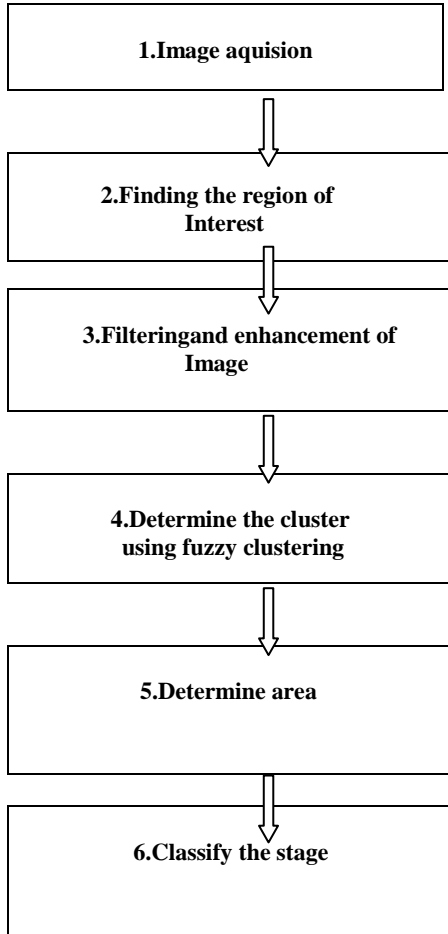 1.Image aquision
2.Finding the region of
Interest
3.Filteringand enhancement of
Image
4.Determine the cluster
using fuzzy clustering
5.Determine area
6.Classify the stage